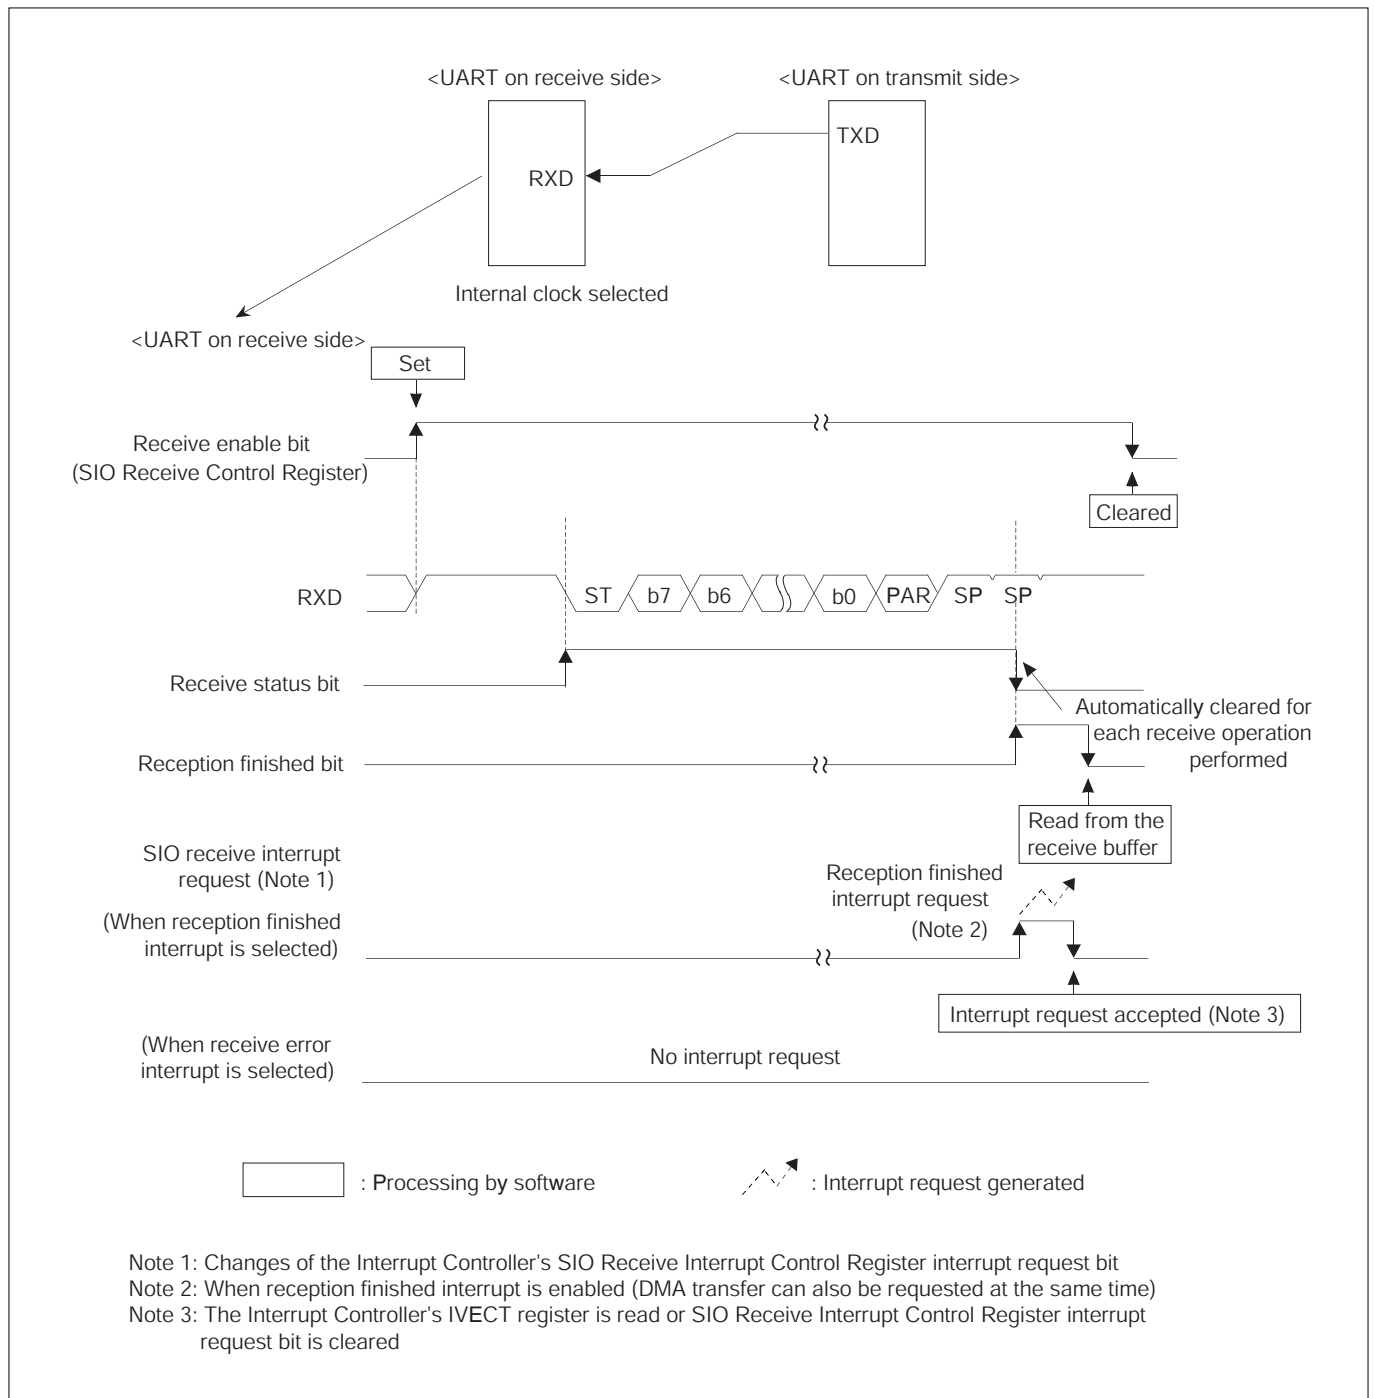 <UART on receive side>
<UART on transmit side>
TXD
RXD
Internal clock selected
<UART on receive side>
Set
Receive enable bit
(SIO Receive Control Register)
Cleared
RXD
ST b7 b6 b0 PAR SP SP
Receive status bit
Automatically cleared for
each receive operation
performed
Reception finished bit
Read from the
receive buffer
SIO receive interrupt
request (Note 1)
Reception finished
interrupt request
(Note 2)
(When reception finished
interrupt is selected)
Interrupt request accepted (Note 3)
(When receive error
interrupt is selected)
No interrupt request
: Processing by software
: Interrupt request generated
Note 1: Changes of the Interrupt Controller's SIO Receive Interrupt Control Register interrupt request bit
Note 2: When reception finished interrupt is enabled (DMA transfer can also be requested at the same time)
Note 3: The Interrupt Controller's IVECT register is read or SIO Receive Interrupt Control Register interrupt
request bit is cleared